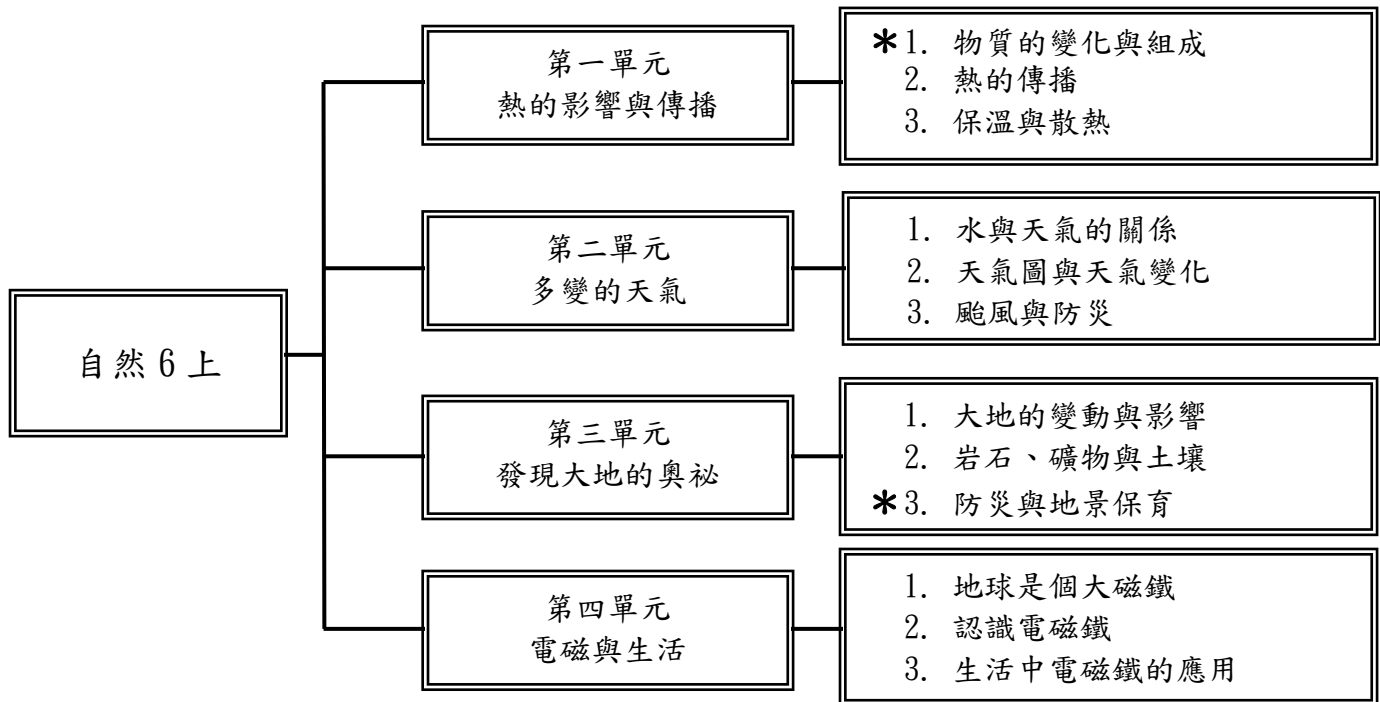 自然6上
第一單元
熱的影響與傳播
*1. 物質的變化與組成
2. 熱的傳播
3. 保溫與散熱
第二單元
多變的天氣
1. 水與天氣的關係
2. 天氣圖與天氣變化
3. 颱風與防災
第三單元
發現大地的奧祕
1. 大地的變動與影響
2. 岩石、礦物與土壤
*3. 防災與地景保育
第四單元
電磁與生活
1. 地球是個大磁鐵
2. 認識電磁鐵
3. 生活中電磁鐵的應用